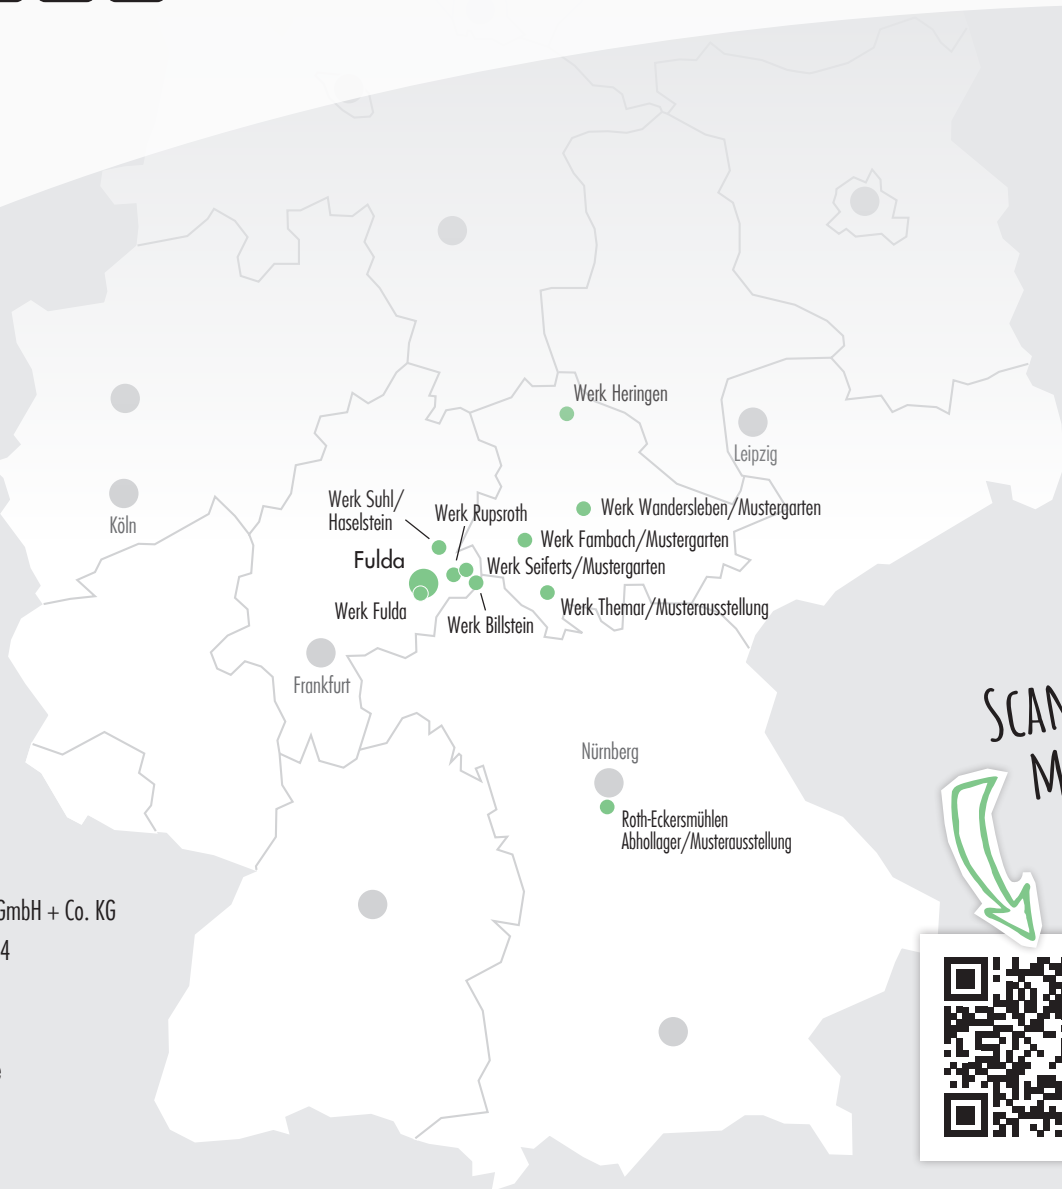 Werk Heringen
Leipzig
Werk Suhl/
Haselstein
Werk Rupsroth
Werk Wandersleben/Mustergarten
Köln
Werk Fambach/Mustergarten
Fulda
Werk Seiferts/Mustergarten
Werk Fulda
Werk Themar/Musterausstellung
Werk Billstein
Frankfurt
Nürnberg
Roth-Eckersmühlen
Abhollager/Musterausstellung
GmbH + Co. KG
4